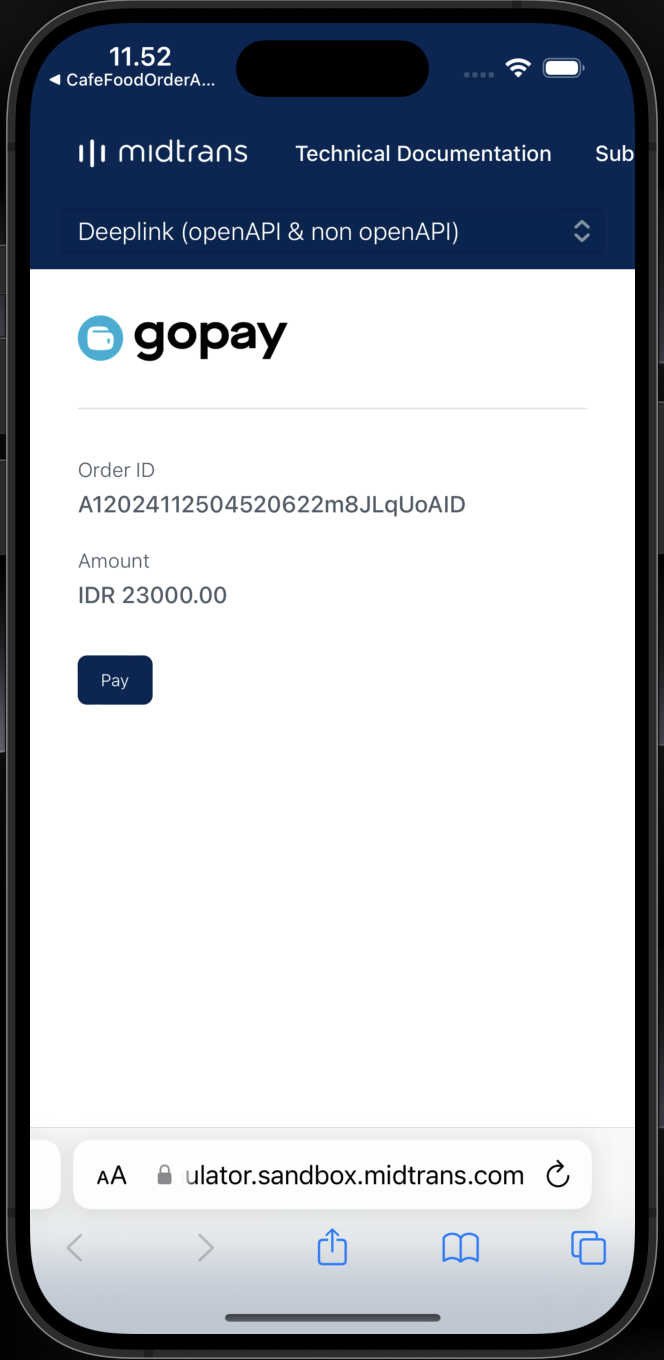 11.52
◀ CafeFoodOrderA...
midtrans
Technical Documentation
Sub
Deeplink (openAPI & non openAPI)
gopay
Order ID
A12024112504520622m8JLqUoAID
Amount
IDR 23000.00
Pay
AA
ulator.sandbox.midtrans.com